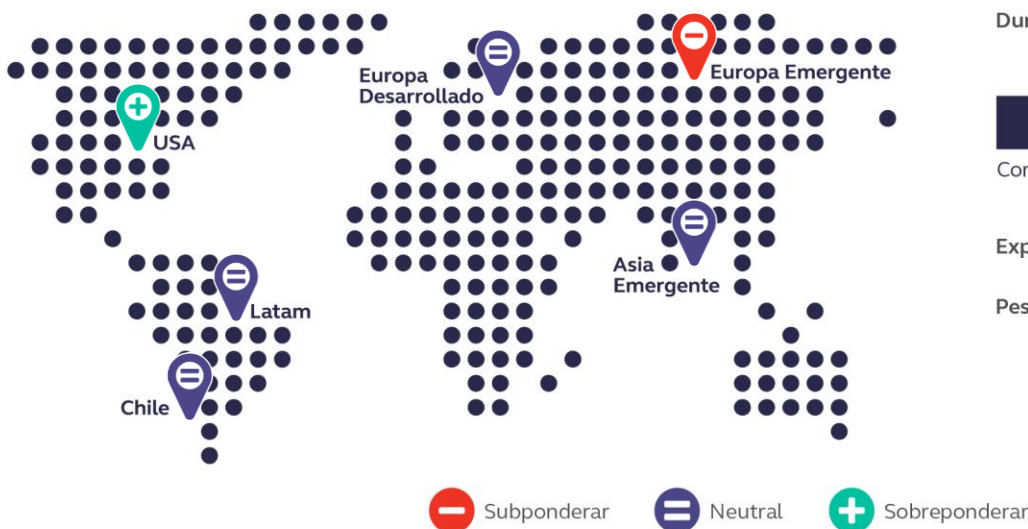 Europa
Desarrollado
Europa Emergente
USA
Asia
Emergente
Latam
Chile
Subponderar
Neutral
Sobreponderar